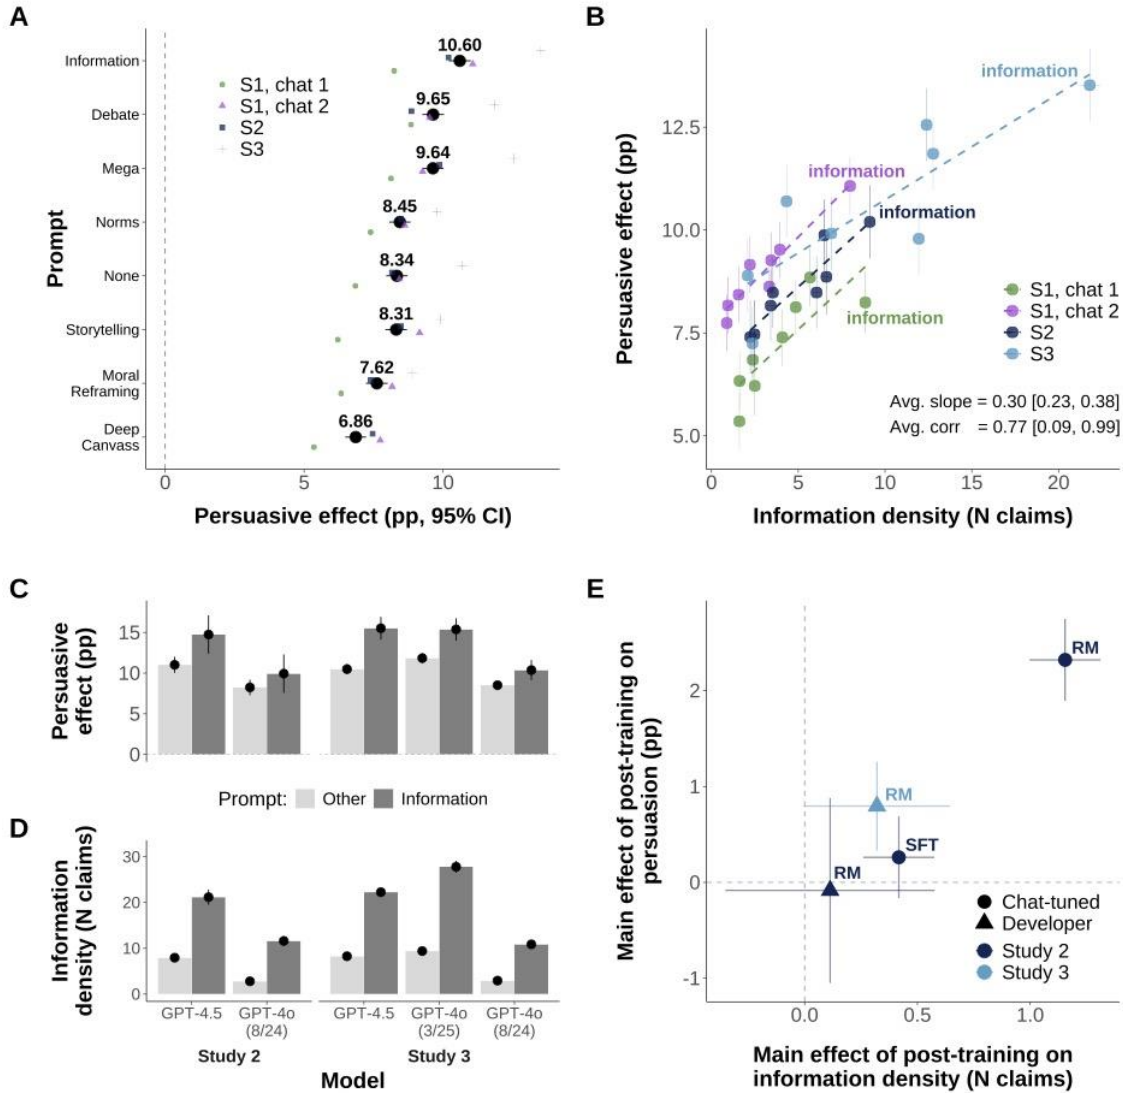 A
Prompt
Information
Debate
Mega
Norms
None
Storytelling
Moral
Reframing
Deep
Canvass
S1, chat 1
S1, chat 2
S2
S3
10.60
9.65
9.64
8.45
8.34
8.31
7.62
6.86
0
5
10
Persuasive effect (pp, 95% CI)
B
Persuasive effect (pp)
12.5
10.0
7.5
5.0
information
information
information
information
S1, chat 1
S1, chat 2
S2
S3
Avg. slope = 0.30 [0.23, 0.38]
Avg. corr = 0.77 [0.09, 0.99]
0
5
10
15
20
Information density (N claims)
C
Persuasive
effect (pp)
15
10
5
0
Prompt:
Other
Information
D
Information
density (N claims)
30
20
10
0
GPT-4.5
GPT-4o
(8/24)
GPT-4.5
GPT-4o
(3/25)
GPT-4o
(8/24)
Study 2
Study 3
Model
E
Main effect of post-training on
persuasion (pp)
2
1
0
-1
RM
RM
SFT
RM
Chat-tuned
Developer
Study 2
Study 3
0.0
0.5
1.0
Main effect of post-training on
information density (N claims)